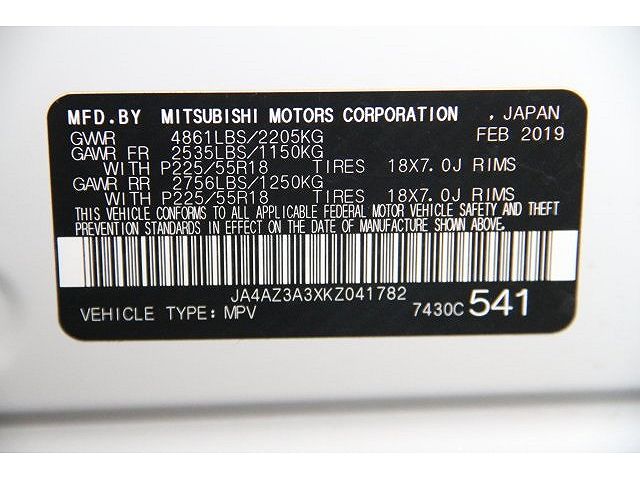 MFD.BY MITSUBISHI MOTORS CORPORATION , JAPAN
GVWR 4861LBS/2205KG FEB 2019
GAWR FR 2535LBS/1150KG
WITH P225/55R18 TIRES 18X7.0J RIMS
GAWR RR 2756LBS/1250KG
WITH P225/55R18 TIRES 18X7.0J RIMS
THIS VEHICLE CONFORMS TO ALL APPLICABLE FEDERAL MOTOR VEHICLE SAFETY AND THEFT
PREVENTION STANDARDS IN EFFECT ON THE DATE OF MANUFACTURE SHOWN ABOVE.
JA4AZ3A3XKZ041782
VEHICLE TYPE: MPV 7430C 541